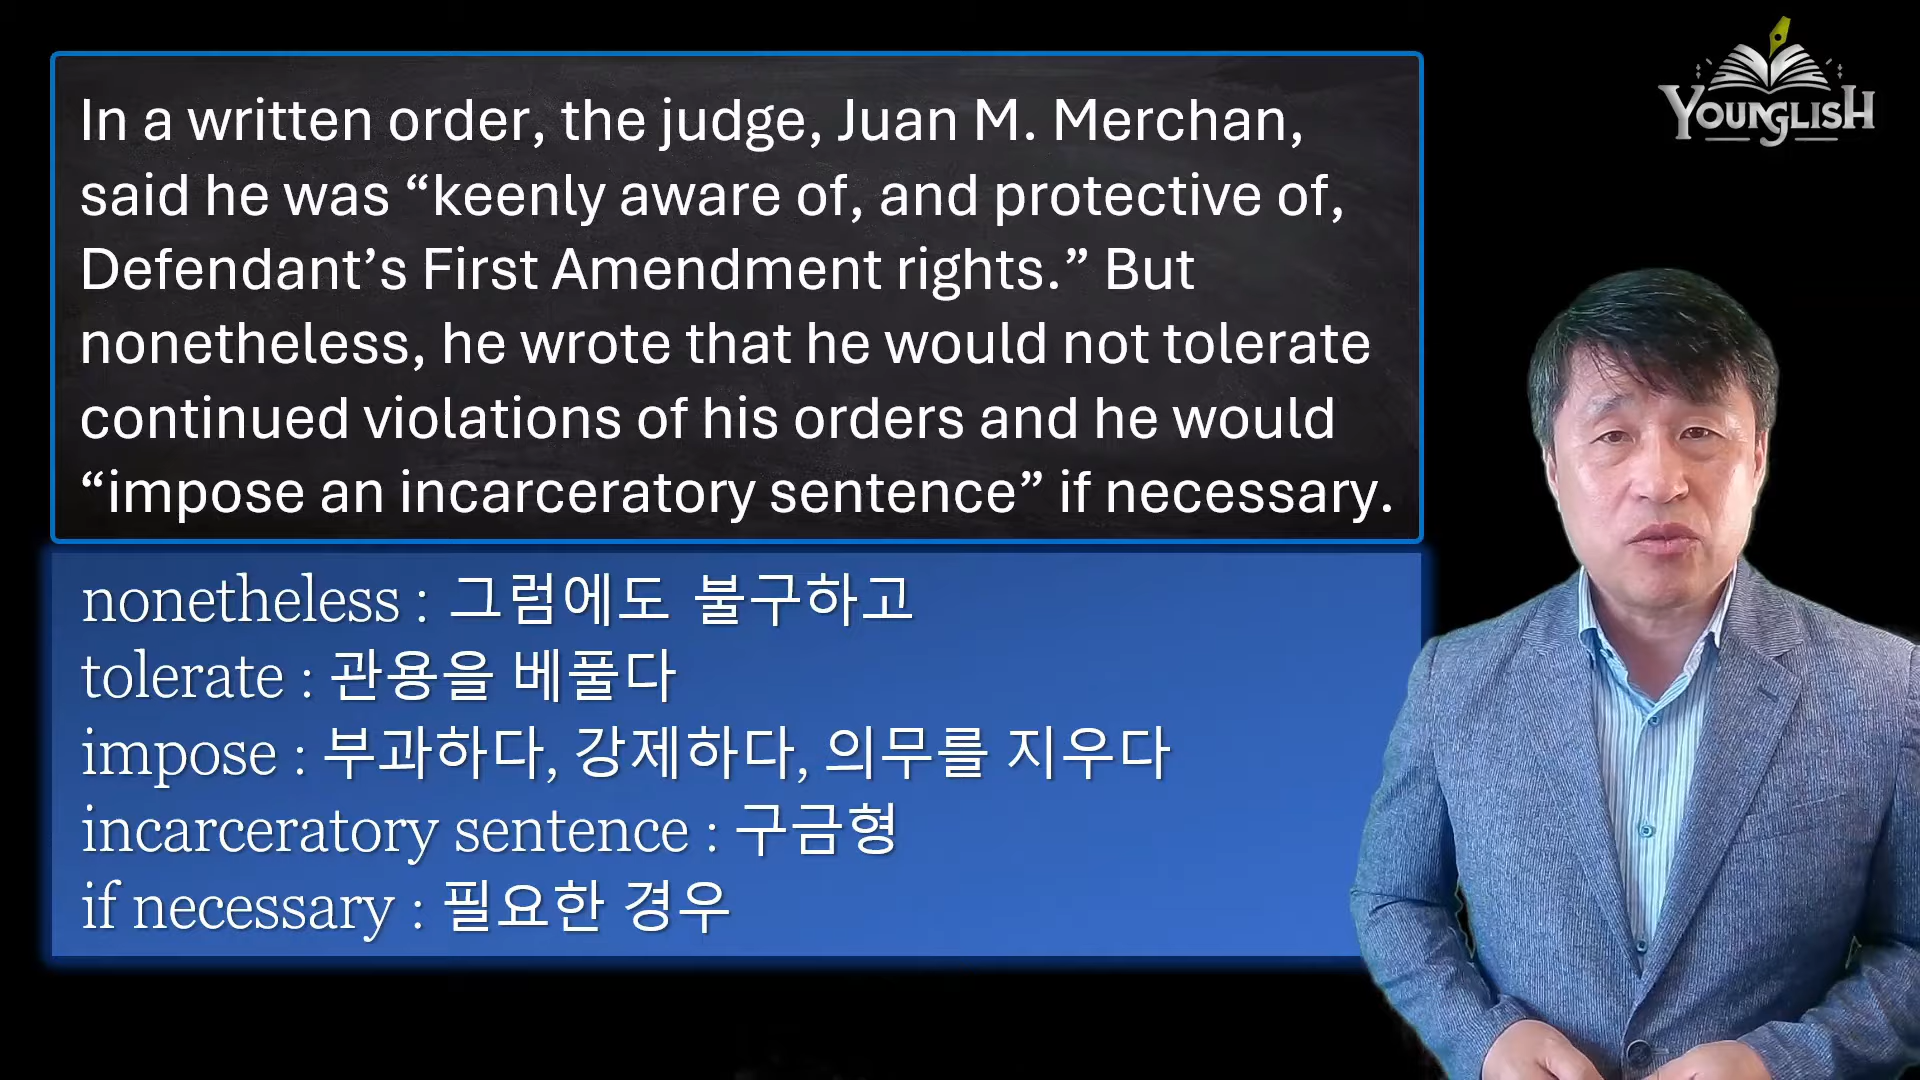 YOUNGLISH
In a written order, the judge, Juan M. Merchan,
said he was “keenly aware of, and protective of,
Defendant’s First Amendment rights.” But
nonetheless, he wrote that he would not tolerate
continued violations of his orders and he would
“impose an incarceratory sentence” if necessary.
nonetheless : 그럼에도 불구하고
tolerate : 관용을 베풀다
impose : 부과하다, 강제하다, 의무를 지우다
incarceratory sentence : 구금형
if necessary : 필요한 경우